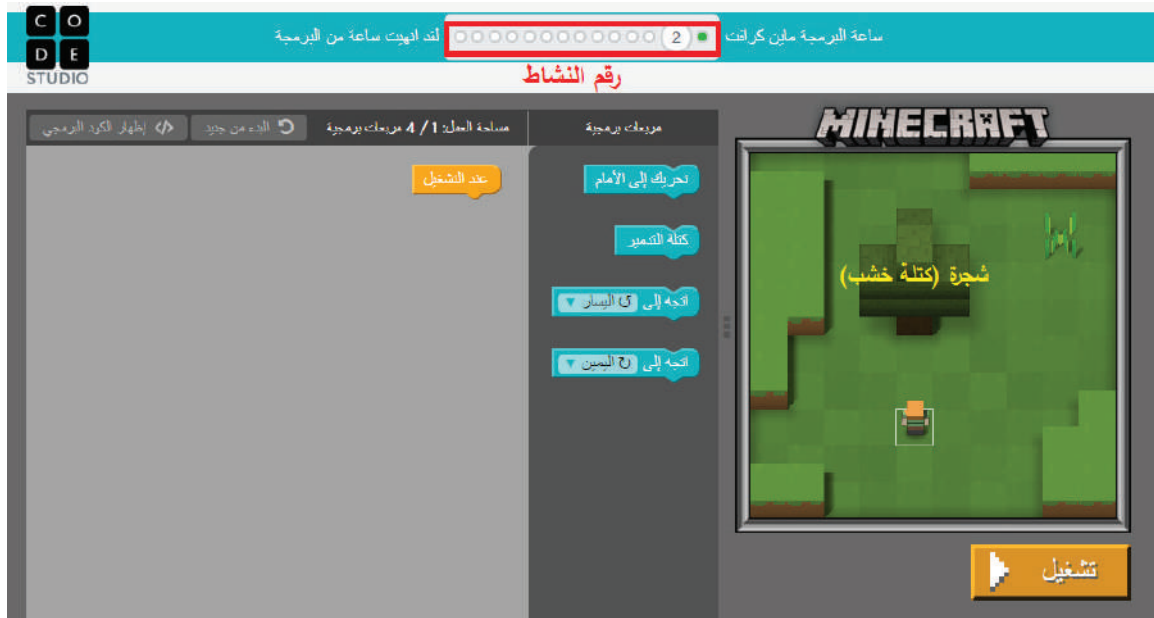 CODE
STUDIO
ساعة البرمجة ماين كرافت
2
لقد انهيت ساعة من البرمجة
رقم النشاط
MINECRAFT
شجرة (كتلة خشب)
تشغيل
مربعات برمجية
مساحة العمل: 1 / 4 مربعات برمجية
البدء من جديد
إظهار الكود البرمجي
تحريك إلى الأمام
كتلة التدمير
اتجه إلى اليسار
اتجه إلى اليمين
عند التشغيل